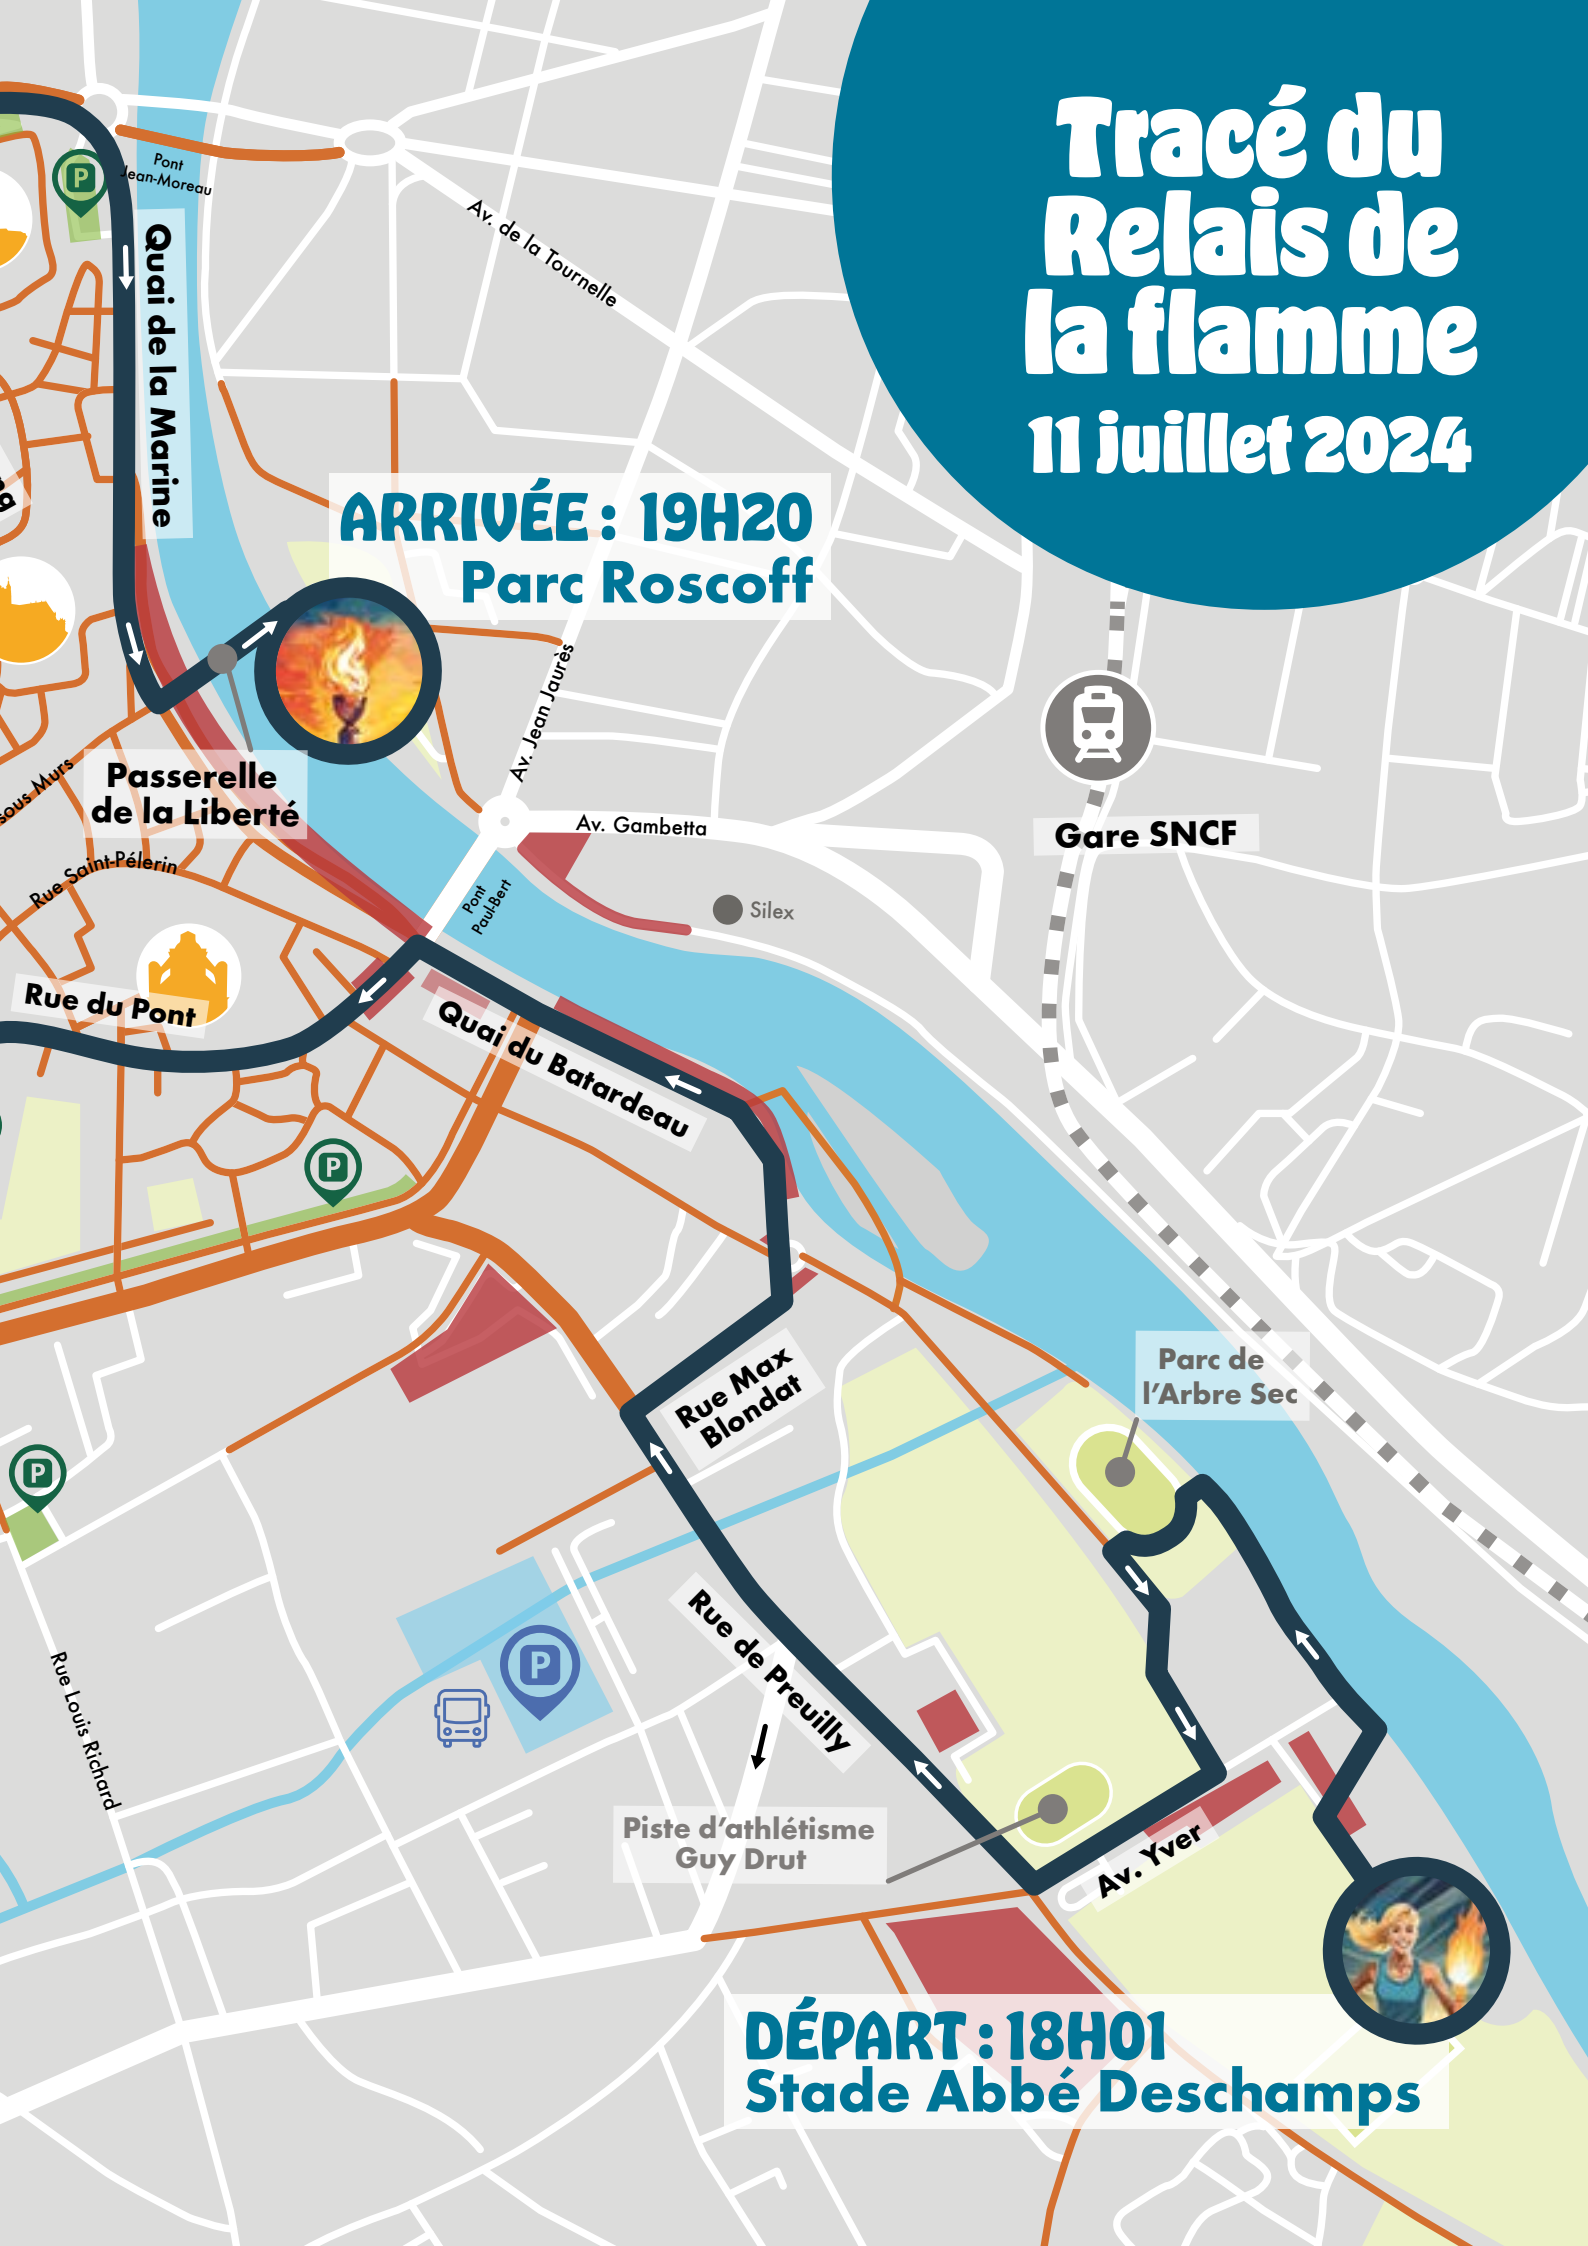 Tracé du
Relais de
la flamme
11 juillet 2024
P
Pont
Jean-Moreau
Quai de la Marine
Av. de la Tournelle
ARRIVÉE : 19H20
Parc Roscoff
Av. Jean Jaurès
Passerelle
de la Liberté
sous Murs
Rue Saint-Pélerin
Av. Gambetta
Pont
Paul-Bert
Silex
Gare SNCF
Rue du Pont
Quai du Batardeau
P
Rue Max
Blondat
Parc de
l'Arbre Sec
P
P
Rue de Preuilly
Rue Louis Richard
Piste d'athlétisme
Guy Drut
Av. Yver
DÉPART : 18H01
Stade Abbé Deschamps